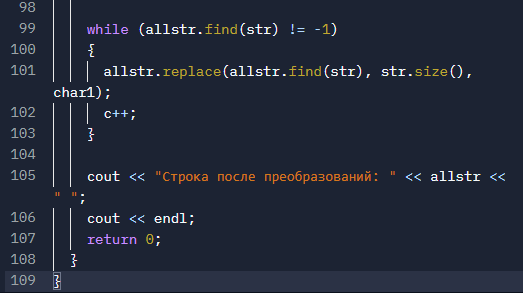 98
99 while (allstr.find(str) != -1)
100 {
101 allstr.replace(allstr.find(str), str.size(),
char1);
102 c++;
103 }
104
105 cout << "Строка после преобразований: " << allstr <<
" ";
106 cout << endl;
107 return 0;
108 }
109 }